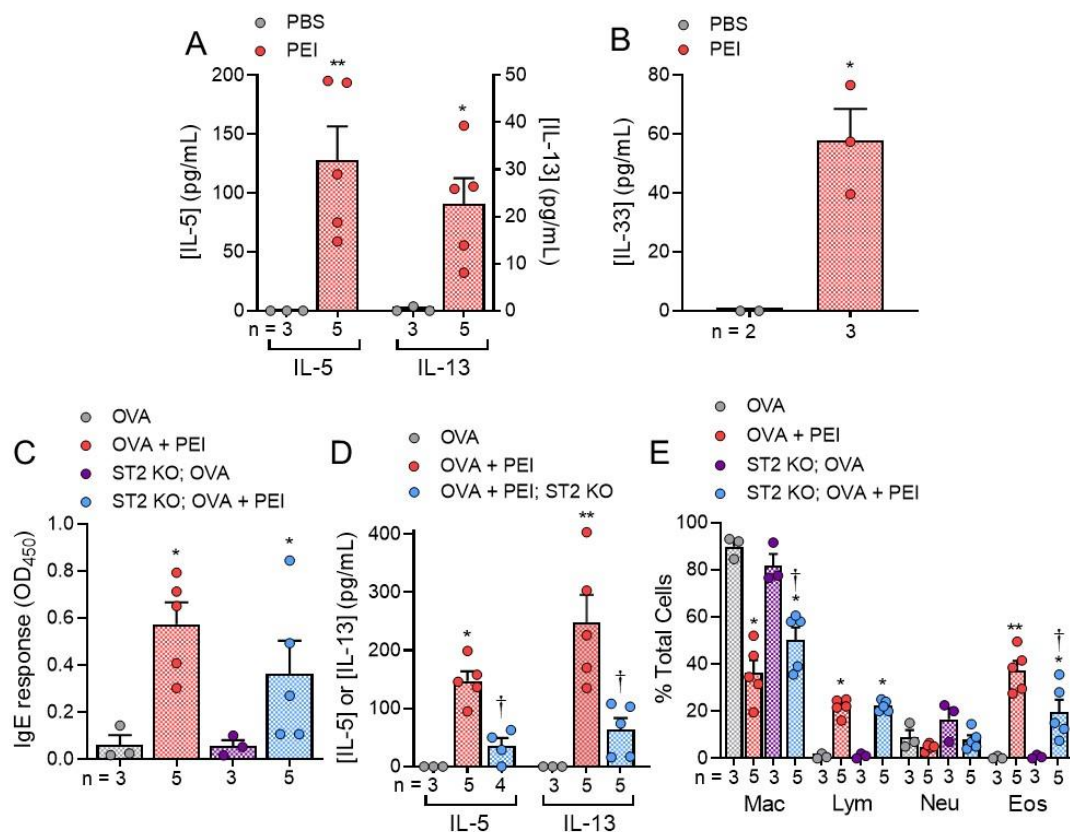 A
PBS
PEI
[IL-5] (pg/mL)
200
150
100
50
0
**
*
50
40
30
20
10
0
[IL-13] (pg/mL)
n = 3 5 3 5
IL-5 IL-13
B
PBS
PEI
[IL-33] (pg/mL)
80
60
40
20
0
*
n = 2 3
C
OVA
OVA + PEI
ST2 KO; OVA
ST2 KO; OVA + PEI
IgE response (OD450)
1.0
0.8
0.6
0.4
0.2
0.0
* *
n = 3 5 3 5
D
OVA
OVA + PEI
OVA + PEI; ST2 KO
[IL-5] or [IL-13] (pg/mL)
400
300
200
100
0
* † ** †
n = 3 5 4 3 5 5
IL-5 IL-13
E
OVA
OVA + PEI
ST2 KO; OVA
ST2 KO; OVA + PEI
% Total Cells
100
80
60
40
20
0
* † * * * ** † *
n = 3 5 3 5 3 5 3 5 3 5 3 5 3 5 3 5
Mac Lym Neu Eos